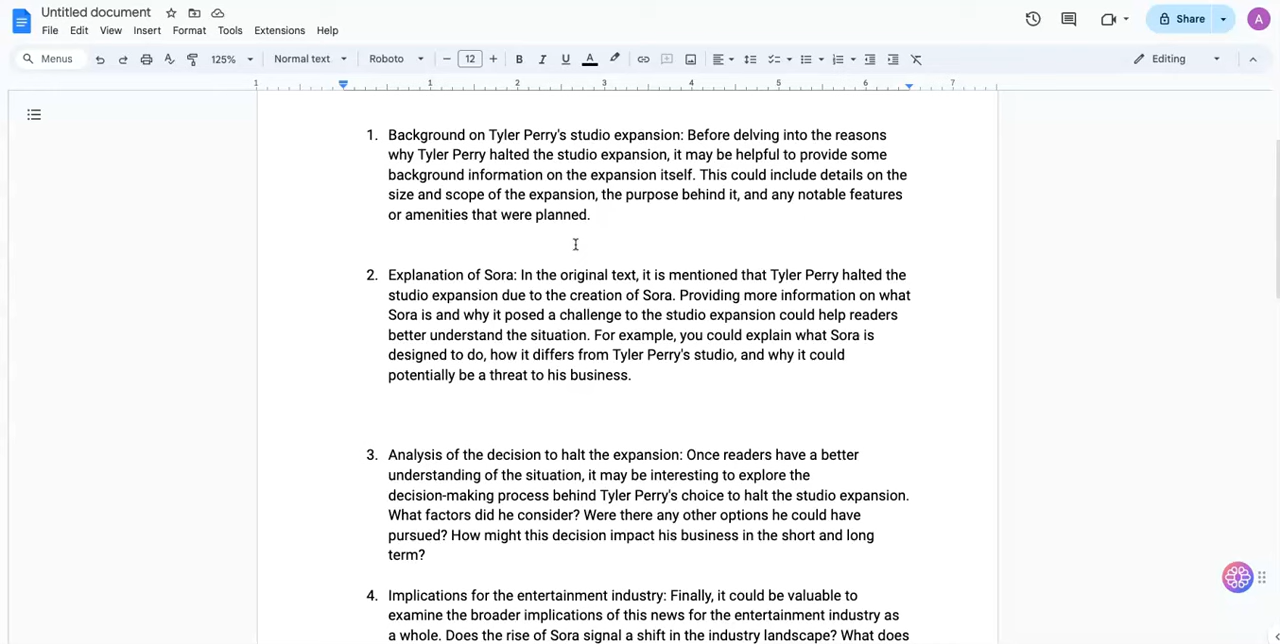 Untitled document
File Edit View Insert Format Tools Extensions Help
Share
A
Menus 125% Normal text Roboto 12 B I U A Editing
1 1 2 3 4 5 6 7
1. Background on Tyler Perry's studio expansion: Before delving into the reasons
why Tyler Perry halted the studio expansion, it may be helpful to provide some
background information on the expansion itself. This could include details on the
size and scope of the expansion, the purpose behind it, and any notable features
or amenities that were planned.
2. Explanation of Sora: In the original text, it is mentioned that Tyler Perry halted the
studio expansion due to the creation of Sora. Providing more information on what
Sora is and why it posed a challenge to the studio expansion could help readers
better understand the situation. For example, you could explain what Sora is
designed to do, how it differs from Tyler Perry's studio, and why it could
potentially be a threat to his business.
3. Analysis of the decision to halt the expansion: Once readers have a better
understanding of the situation, it may be interesting to explore the
decision-making process behind Tyler Perry's choice to halt the studio expansion.
What factors did he consider? Were there any other options he could have
pursued? How might this decision impact his business in the short and long
term?
4. Implications for the entertainment industry: Finally, it could be valuable to
examine the broader implications of this news for the entertainment industry as
a whole. Does the rise of Sora signal a shift in the industry landscape? What does